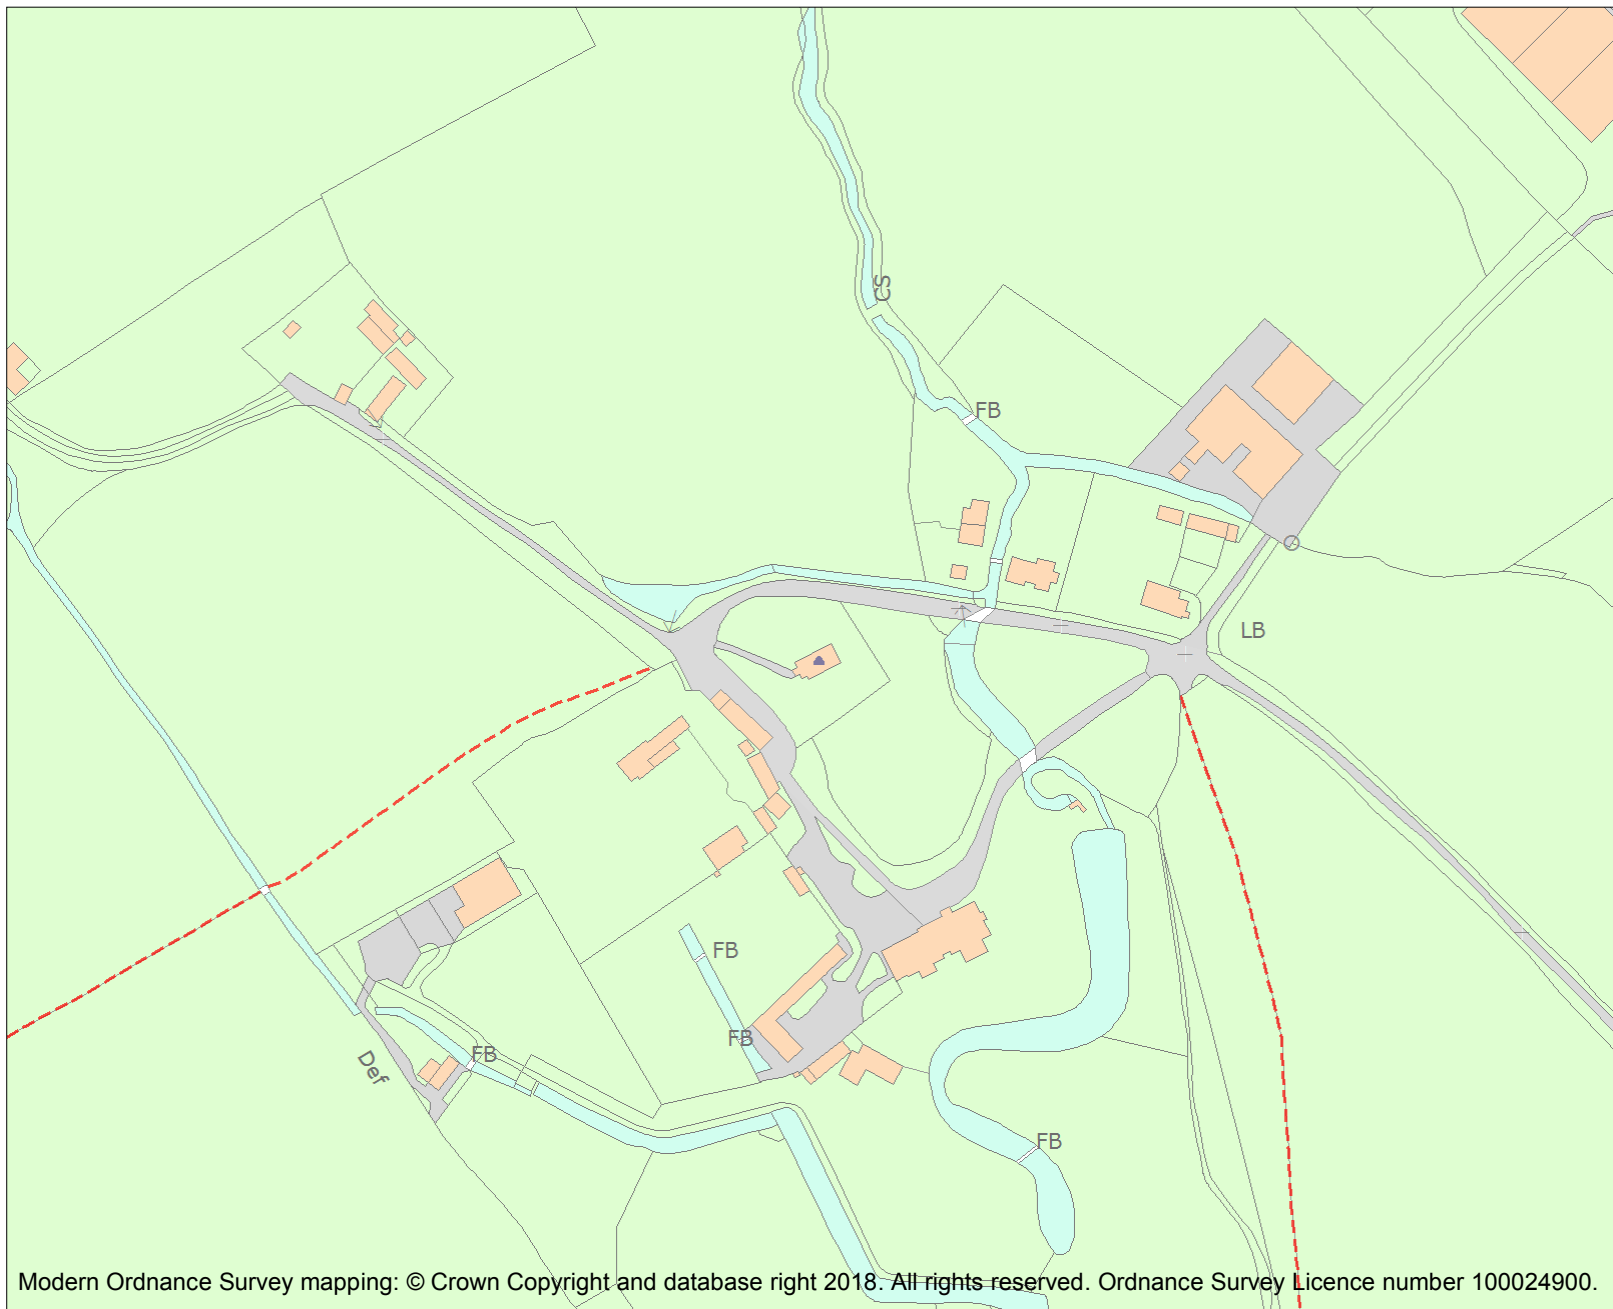 CS
FB
LB
FB
FB
FB
Def
FB
Modern Ordnance Survey mapping: © Crown Copyright and database right 2018. All rights reserved. Ordnance Survey Licence number 100024900.